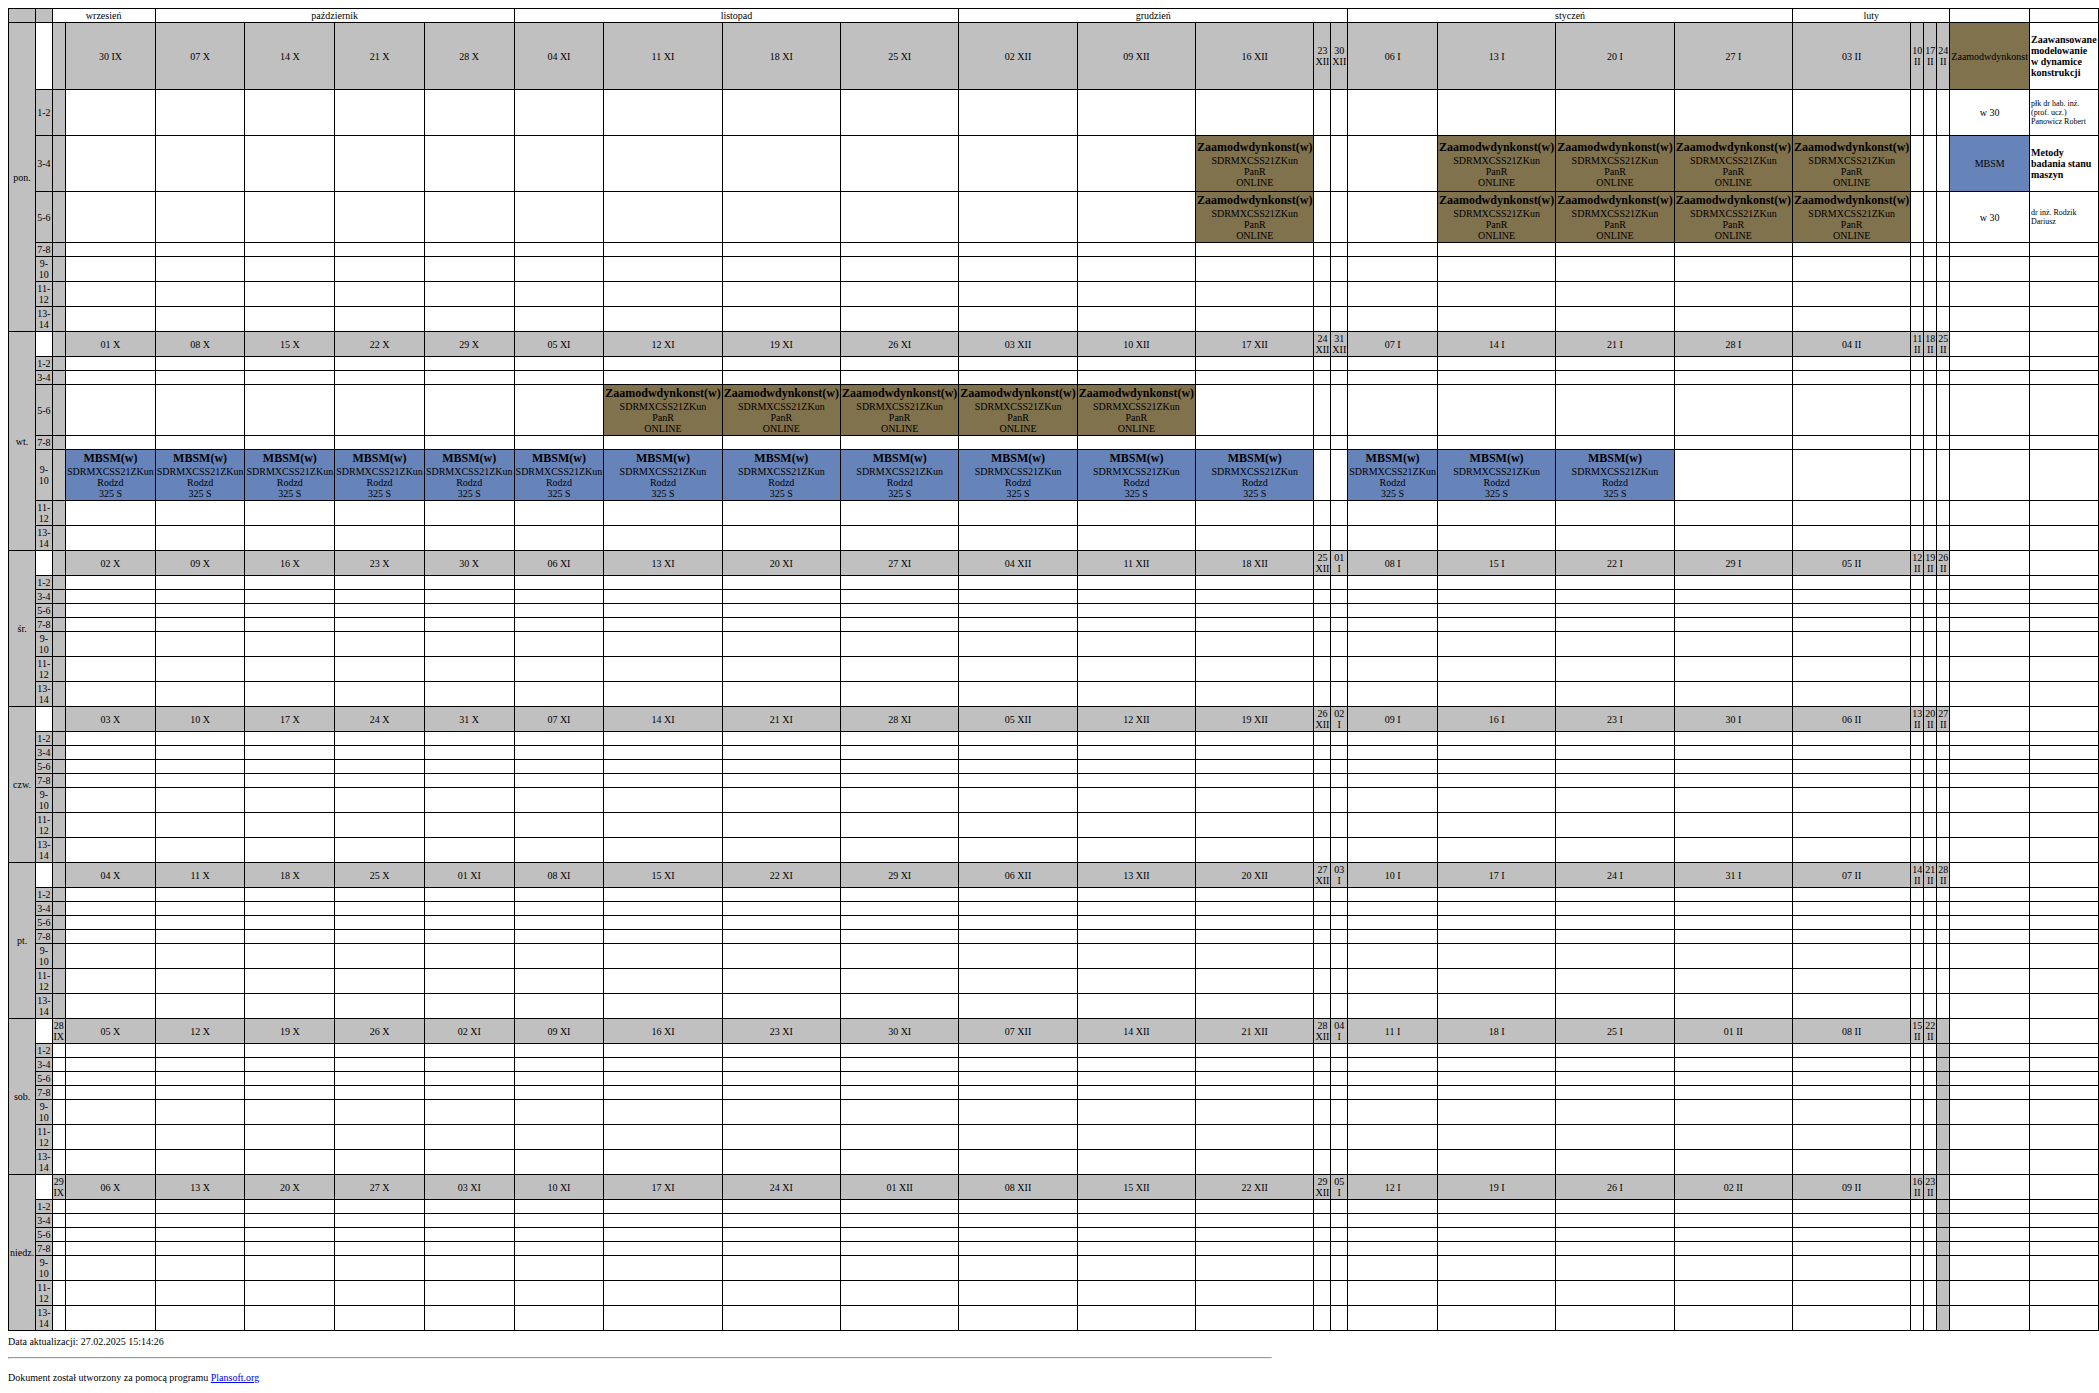 wrzesień październik listopad grudzień styczeń luty
pon. 30 IX 07 X 14 X 21 X 28 X 04 XI 11 XI 18 XI 25 XI 02 XII 09 XII 16 XII 23 XII 30 XII 06 I 13 I 20 I 27 I 03 II 10 II 17 II 24 II Zaamodwdynkonst Zaawansowane modelowanie w dynamice konstrukcji
1-2 w 30 płk dr hab. inż. (prof. ucz.) Panowicz Robert
3-4 Zaamodwdynkonst(w) Zaamodwdynkonst(w) Zaamodwdynkonst(w) Zaamodwdynkonst(w) Zaamodwdynkonst(w) MBSM Metody badania stanu maszyn
SDRMXCSS21ZKun SDRMXCSS21ZKun SDRMXCSS21ZKun SDRMXCSS21ZKun SDRMXCSS21ZKun
PanR PanR PanR PanR PanR
ONLINE ONLINE ONLINE ONLINE ONLINE
5-6 Zaamodwdynkonst(w) Zaamodwdynkonst(w) Zaamodwdynkonst(w) Zaamodwdynkonst(w) Zaamodwdynkonst(w) w 30 dr inż. Rodzik Dariusz
SDRMXCSS21ZKun SDRMXCSS21ZKun SDRMXCSS21ZKun SDRMXCSS21ZKun SDRMXCSS21ZKun
PanR PanR PanR PanR PanR
ONLINE ONLINE ONLINE ONLINE ONLINE
7-8
9-10
11-12
13-14
wt. 01 X 08 X 15 X 22 X 29 X 05 XI 12 XI 19 XI 26 XI 03 XII 10 XII 17 XII 24 XII 31 XII 07 I 14 I 21 I 28 I 04 II 11 II 18 II 25 II
1-2
3-4
5-6 Zaamodwdynkonst(w) Zaamodwdynkonst(w) Zaamodwdynkonst(w) Zaamodwdynkonst(w) Zaamodwdynkonst(w)
SDRMXCSS21ZKun SDRMXCSS21ZKun SDRMXCSS21ZKun SDRMXCSS21ZKun SDRMXCSS21ZKun
PanR PanR PanR PanR PanR
ONLINE ONLINE ONLINE ONLINE ONLINE
7-8
9-10 MBSM(w) MBSM(w) MBSM(w) MBSM(w) MBSM(w) MBSM(w) MBSM(w) MBSM(w) MBSM(w) MBSM(w) MBSM(w) MBSM(w) MBSM(w) MBSM(w) MBSM(w)
SDRMXCSS21ZKun SDRMXCSS21ZKun SDRMXCSS21ZKun SDRMXCSS21ZKun SDRMXCSS21ZKun SDRMXCSS21ZKun SDRMXCSS21ZKun SDRMXCSS21ZKun SDRMXCSS21ZKun SDRMXCSS21ZKun SDRMXCSS21ZKun SDRMXCSS21ZKun SDRMXCSS21ZKun SDRMXCSS21ZKun SDRMXCSS21ZKun
Rodzd Rodzd Rodzd Rodzd Rodzd Rodzd Rodzd Rodzd Rodzd Rodzd Rodzd Rodzd Rodzd Rodzd Rodzd
325 S 325 S 325 S 325 S 325 S 325 S 325 S 325 S 325 S 325 S 325 S 325 S 325 S 325 S 325 S
11-12
13-14
śr. 02 X 09 X 16 X 23 X 30 X 06 XI 13 XI 20 XI 27 XI 04 XII 11 XII 18 XII 25 XII 01 I 08 I 15 I 22 I 29 I 05 II 12 II 19 II 26 II
1-2
3-4
5-6
7-8
9-10
11-12
13-14
czw. 03 X 10 X 17 X 24 X 31 X 07 XI 14 XI 21 XI 28 XI 05 XII 12 XII 19 XII 26 XII 02 I 09 I 16 I 23 I 30 I 06 II 13 II 20 II 27 II
1-2
3-4
5-6
7-8
9-10
11-12
13-14
pt. 04 X 11 X 18 X 25 X 01 XI 08 XI 15 XI 22 XI 29 XI 06 XII 13 XII 20 XII 27 XII 03 I 10 I 17 I 24 I 31 I 07 II 14 II 21 II 28 II
1-2
3-4
5-6
7-8
9-10
11-12
13-14
sob. 28 IX 05 X 12 X 19 X 26 X 02 XI 09 XI 16 XI 23 XI 30 XI 07 XII 14 XII 21 XII 28 XII 04 I 11 I 18 I 25 I 01 II 08 II 15 II 22 II
1-2
3-4
5-6
7-8
9-10
11-12
13-14
niedz. 29 IX 06 X 13 X 20 X 27 X 03 XI 10 XI 17 XI 24 XI 01 XII 08 XII 15 XII 22 XII 29 XII 05 I 12 I 19 I 26 I 02 II 09 II 16 II 23 II
1-2
3-4
5-6
7-8
9-10
11-12
13-14
Data aktualizacji: 27.02.2025 15:14:26
Dokument został utworzony za pomocą programu Plansoft.org